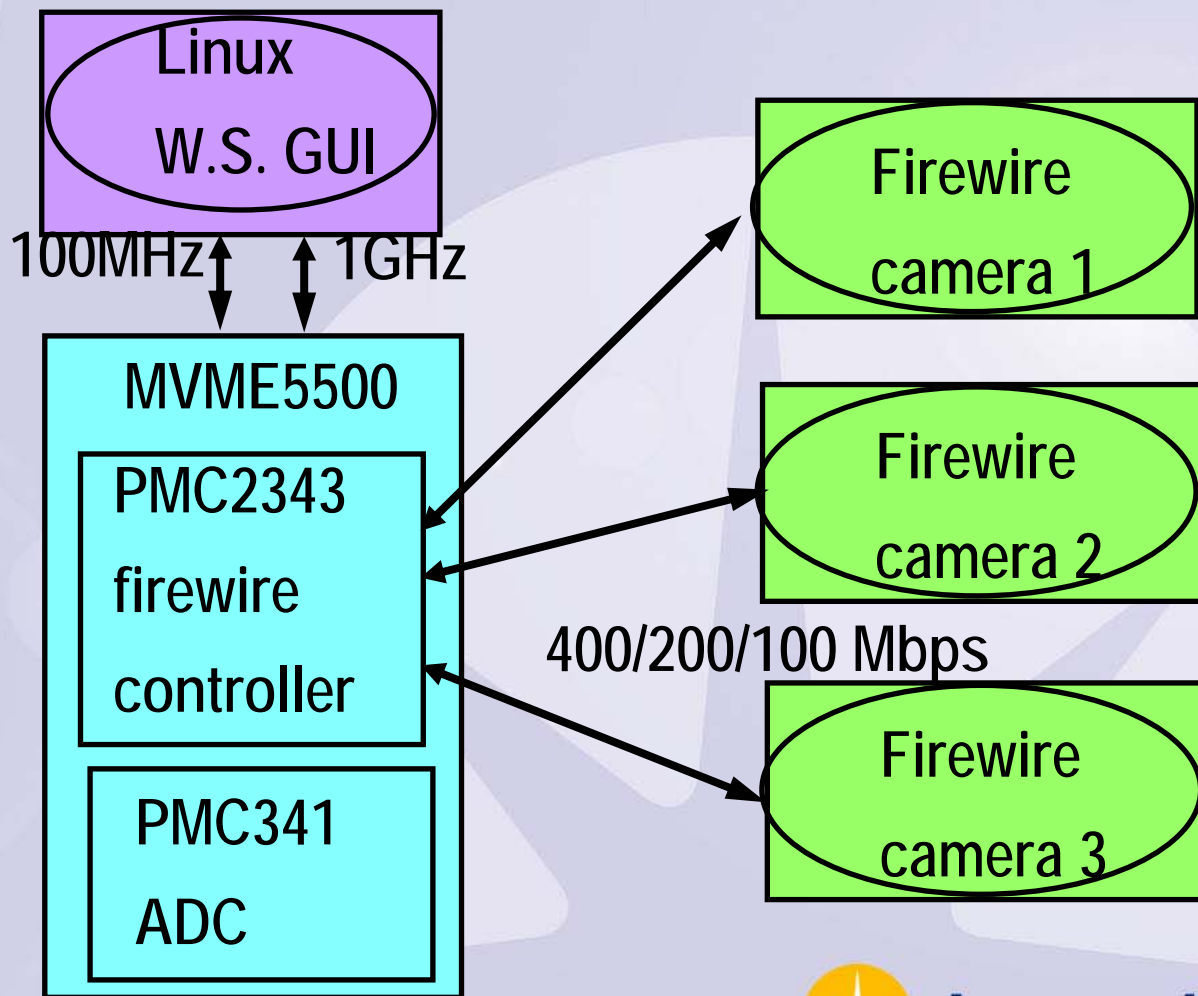 Linux
W.S. GUI
100MHz
1GHz
MVME5500
PMC2343
firewire
controller
PMC341
ADC
Firewire
camera 1
Firewire
camera 2
400/200/100 Mbps
Firewire
camera 3